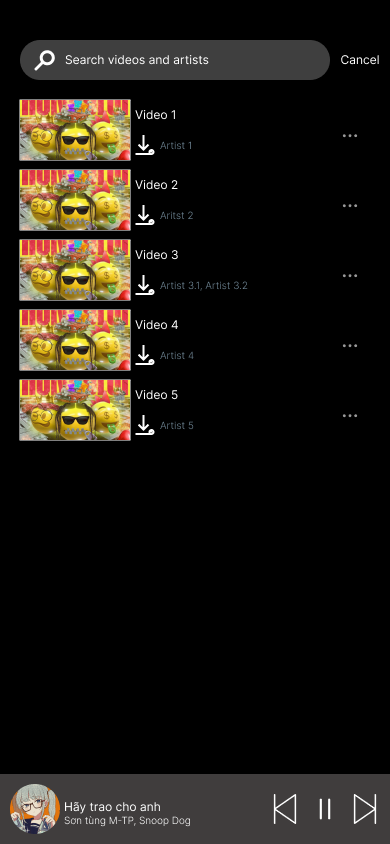 Search videos and artists
Cancel
Video 1
Artist 1
Video 2
Aritst 2
Video 3
Artist 3.1, Artist 3.2
Video 4
Artist 4
Video 5
Artist 5
Hãy trao cho anh
Sơn tùng M-TP, Snoop Dog